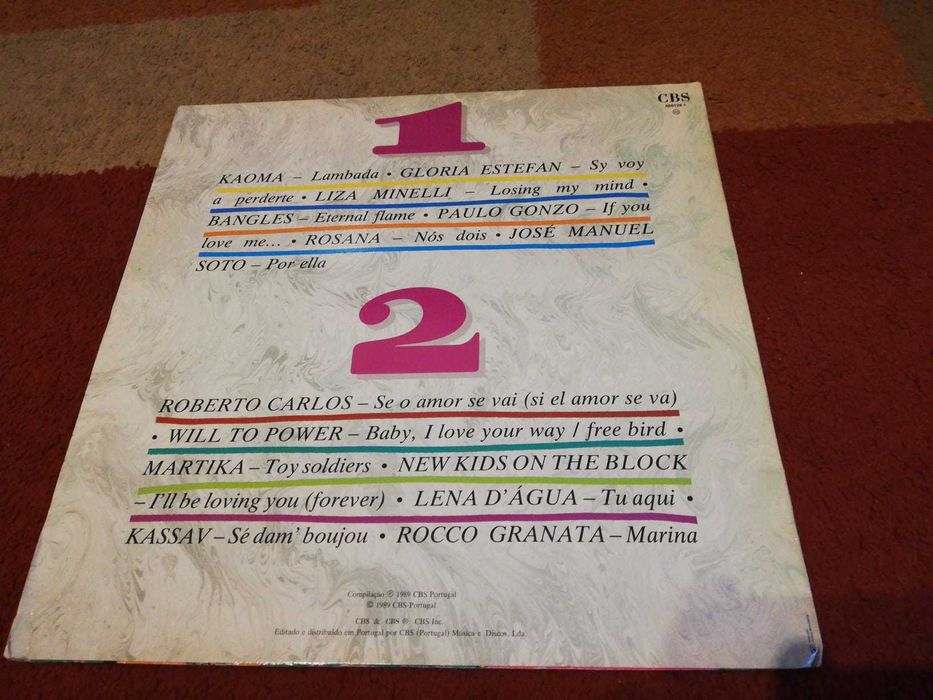 CBS
1
KAOMA – Lambada • GLORIA ESTEFAN – Sy voy
a perderte • LIZA MINELLI – Losing my mind •
BANGLES – Eternal flame • PAULO GONZO – If you
love me... • ROSANA – Nós dois • JOSÉ MANUEL
SOTO – Por ella
2
ROBERTO CARLOS – Se o amor se vai (si el amor se va)
• WILL TO POWER – Baby, I love your way / free bird •
MARTIKA – Toy soldiers • NEW KIDS ON THE BLOCK
– I'll be loving you (forever) • LENA D'ÁGUA – Tu aqui •
KASSAV – Sé dam' boujou • ROCCO GRANATA – Marina
Compilação ℗ 1989 CBS Portugal
© 1989 CBS Portugal
CBS & CBS ® CBS Inc.
Editado e distribuído em Portugal por CBS (Portugal) Música e Discos, Lda.